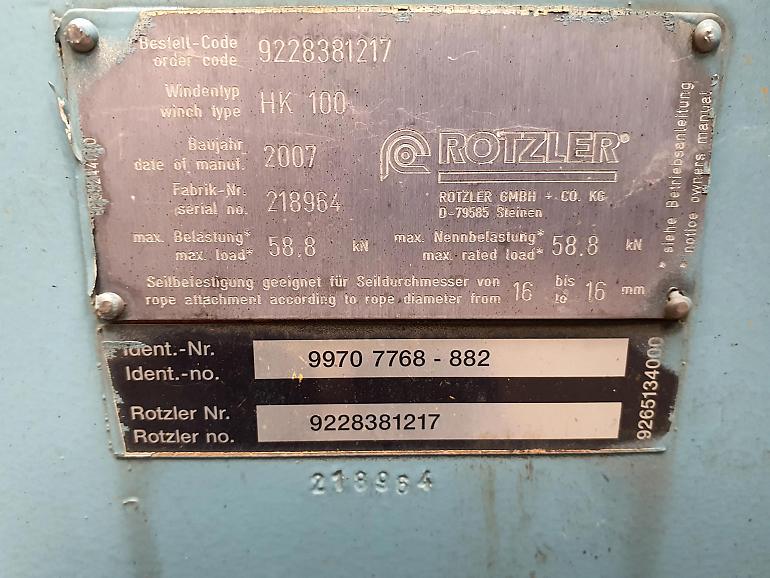 Bestell-Code
order code 9228381217
Windentyp
winch type HK 100
Baujahr
date of manuf. 2007
Fabrik-Nr.
serial no. 218964
ROTZLER®
ROTZLER GMBH + CO. KG
D-79585 Steinen
max. Belastung*
max. load* 58,8 kN
max. Nennbelastung*
max. rated load* 58,8 kN
Seilbefestigung geeignet für Seildurchmesser von
rope attachment according to rope diameter from 16 bis
to 16 mm
* siehe Betriebsanleitung
* notice owners manual
Ident.-Nr.
Ident.-no. 9970 7768 - 882
Rotzler Nr.
Rotzler no. 9228381217
9265134000
218964